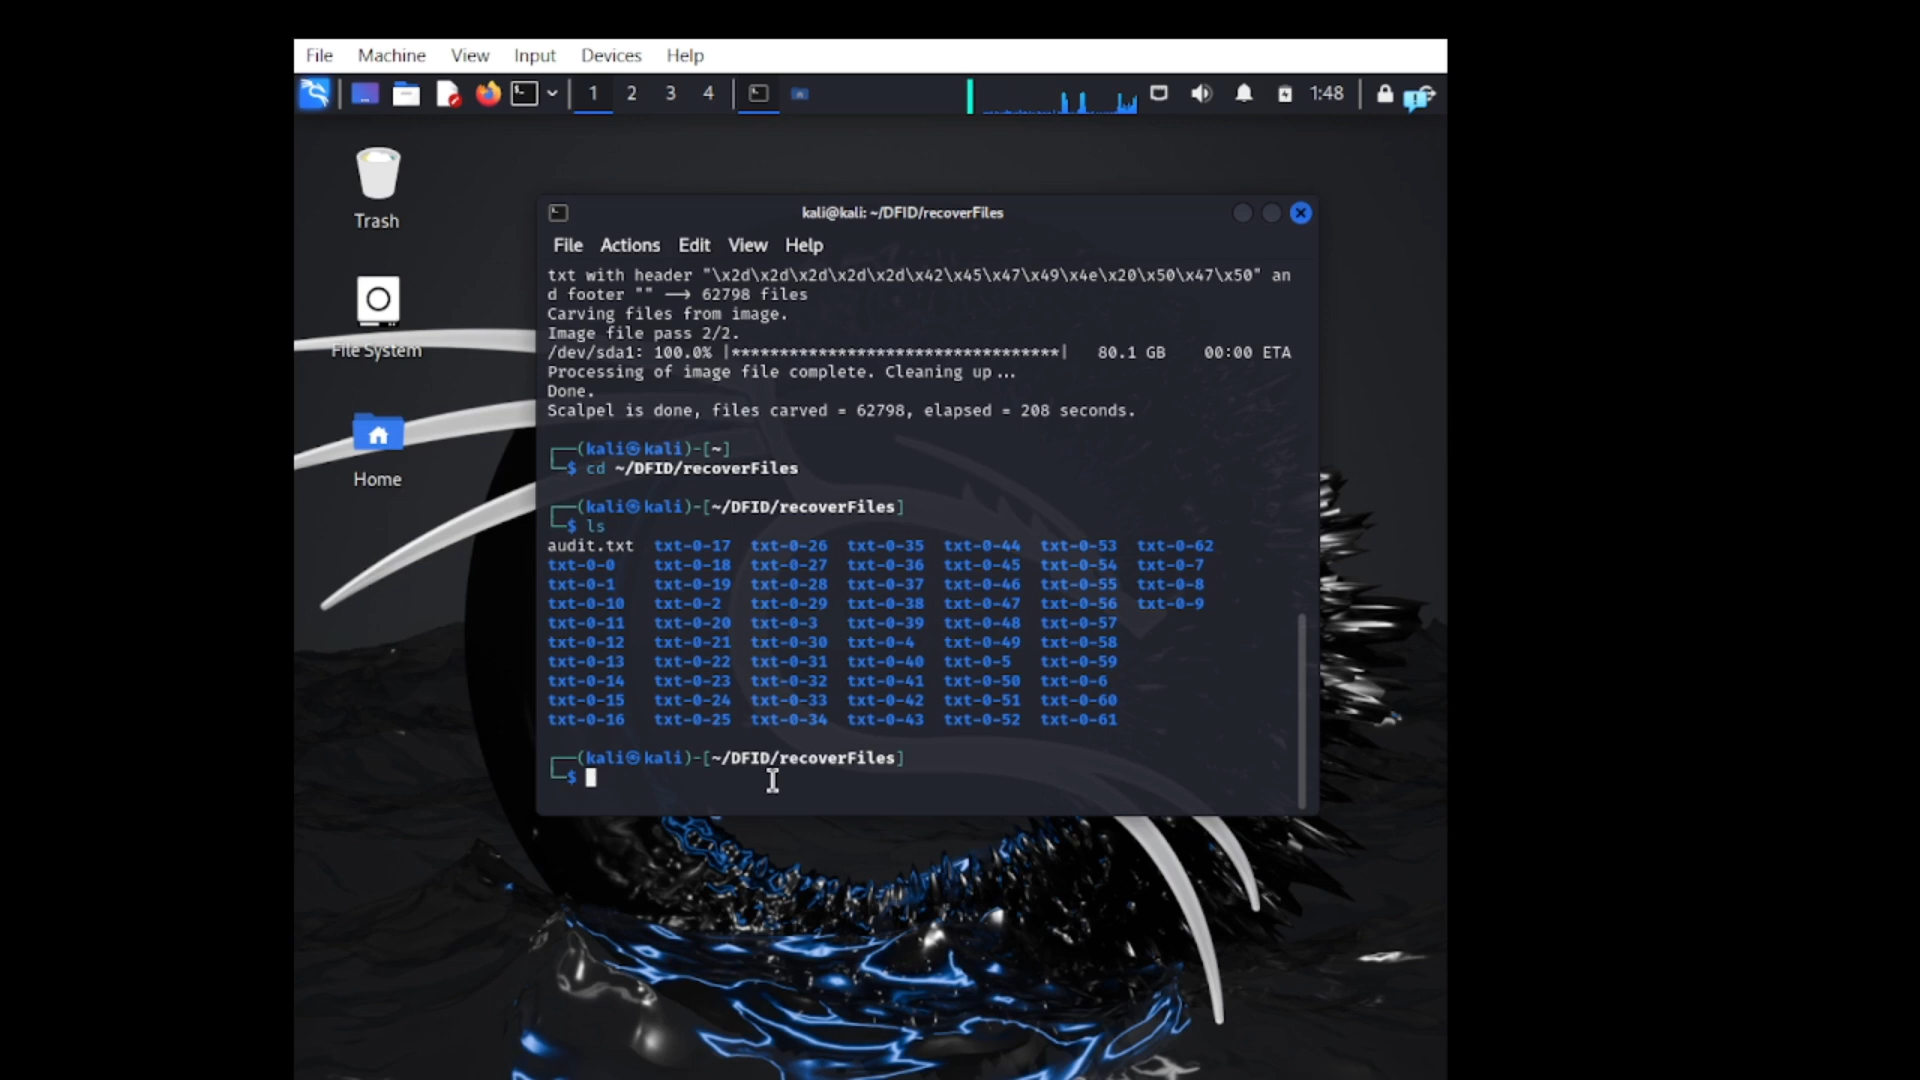 File Machine View Input Devices Help
1 2 3 4 1:48
Trash
File System
Home
kali@kali: ~/DFID/recoverFiles
File Actions Edit View Help
txt with header "\x2d\x2d\x2d\x2d\x2d\x42\x45\x47\x49\x4e\x20\x50\x47\x50" an
d footer "" —> 62798 files
Carving files from image.
Image file pass 2/2.
/dev/sda1: 100.0% |**********************************| 80.1 GB 00:00 ETA
Processing of image file complete. Cleaning up...
Done.
Scalpel is done, files carved = 62798, elapsed = 208 seconds.
┌──(kali㉿kali)-[~]
└─$ cd ~/DFID/recoverFiles
┌──(kali㉿kali)-[~/DFID/recoverFiles]
└─$ ls
audit.txt txt-0-17 txt-0-26 txt-0-35 txt-0-44 txt-0-53 txt-0-62
txt-0-0 txt-0-18 txt-0-27 txt-0-36 txt-0-45 txt-0-54 txt-0-7
txt-0-1 txt-0-19 txt-0-28 txt-0-37 txt-0-46 txt-0-55 txt-0-8
txt-0-10 txt-0-2 txt-0-29 txt-0-38 txt-0-47 txt-0-56 txt-0-9
txt-0-11 txt-0-20 txt-0-3 txt-0-39 txt-0-48 txt-0-57
txt-0-12 txt-0-21 txt-0-30 txt-0-4 txt-0-49 txt-0-58
txt-0-13 txt-0-22 txt-0-31 txt-0-40 txt-0-5 txt-0-59
txt-0-14 txt-0-23 txt-0-32 txt-0-41 txt-0-50 txt-0-6
txt-0-15 txt-0-24 txt-0-33 txt-0-42 txt-0-51 txt-0-60
txt-0-16 txt-0-25 txt-0-34 txt-0-43 txt-0-52 txt-0-61
┌──(kali㉿kali)-[~/DFID/recoverFiles]
└─$